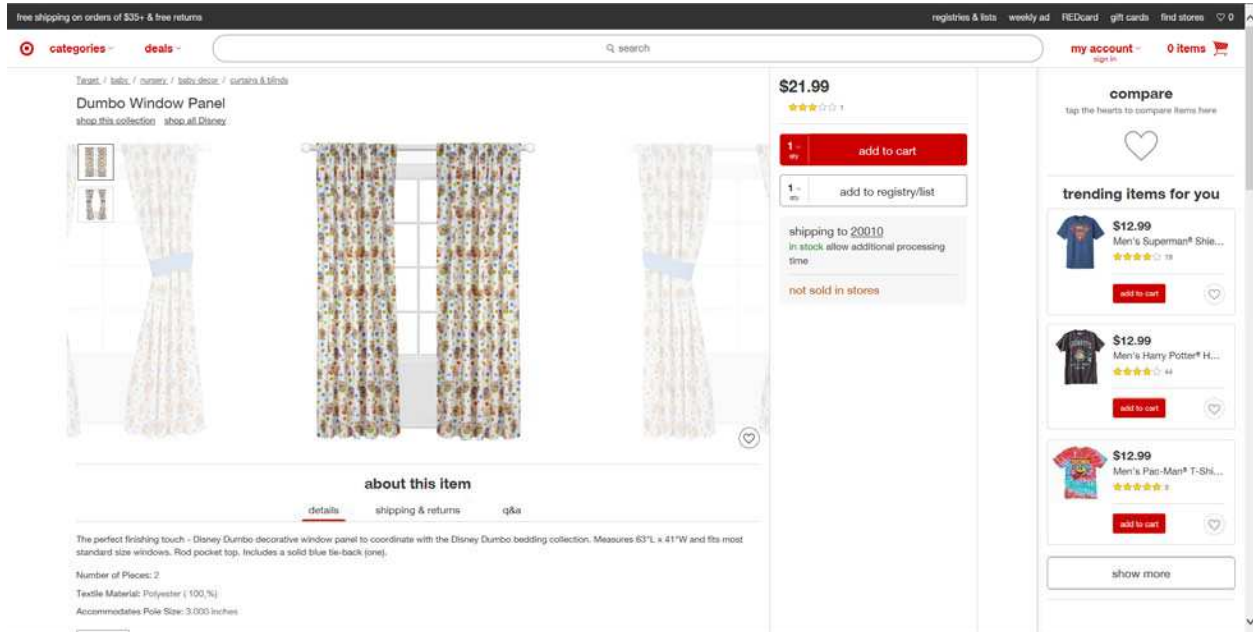 free shipping on orders of $35+ & free returns
registries & lists weekly ad REDcard gift cards find stores 0
categories deals search my account 0 items
sign in
Target / baby / nursery / baby decor / curtains & blinds
Dumbo Window Panel
shop this collection shop all Disney
$21.99
1
1
qty
add to cart
1
qty
add to registry/list
shipping to 20010
in stock allow additional processing
time
not sold in stores
about this item
details shipping & returns q&a
The perfect finishing touch - Disney Dumbo decorative window panel to coordinate with the Disney Dumbo bedding collection. Measures 63"L x 41"W and fits most
standard size windows. Rod pocket top. Includes a solid blue tie-back (one).
Number of Pieces: 2
Textile Material: Polyester ( 100,%)
Accommodates Pole Size: 3.000 inches
compare
tap the hearts to compare items here
trending items for you
$12.99
Men's Superman® Shie...
add to cart
$12.99
Men's Harry Potter® H...
44
add to cart
$12.99
Men's Pac-Man® T-Shi...
add to cart
show more